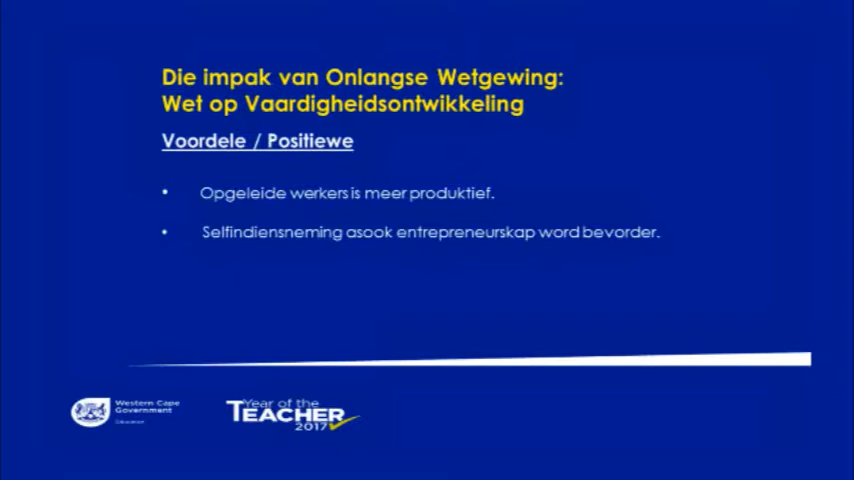 Die impak van Onlangse Wetgewing:
Wet op Vaardigheidsontwikkeling
Voordele / Positiewe
• Opgeleide werkers is meer produktief.
• Selfindiensneming asook entrepreneurskap word bevorder.
Western Cape
Government
Education
Year of the
TEACHER
2017